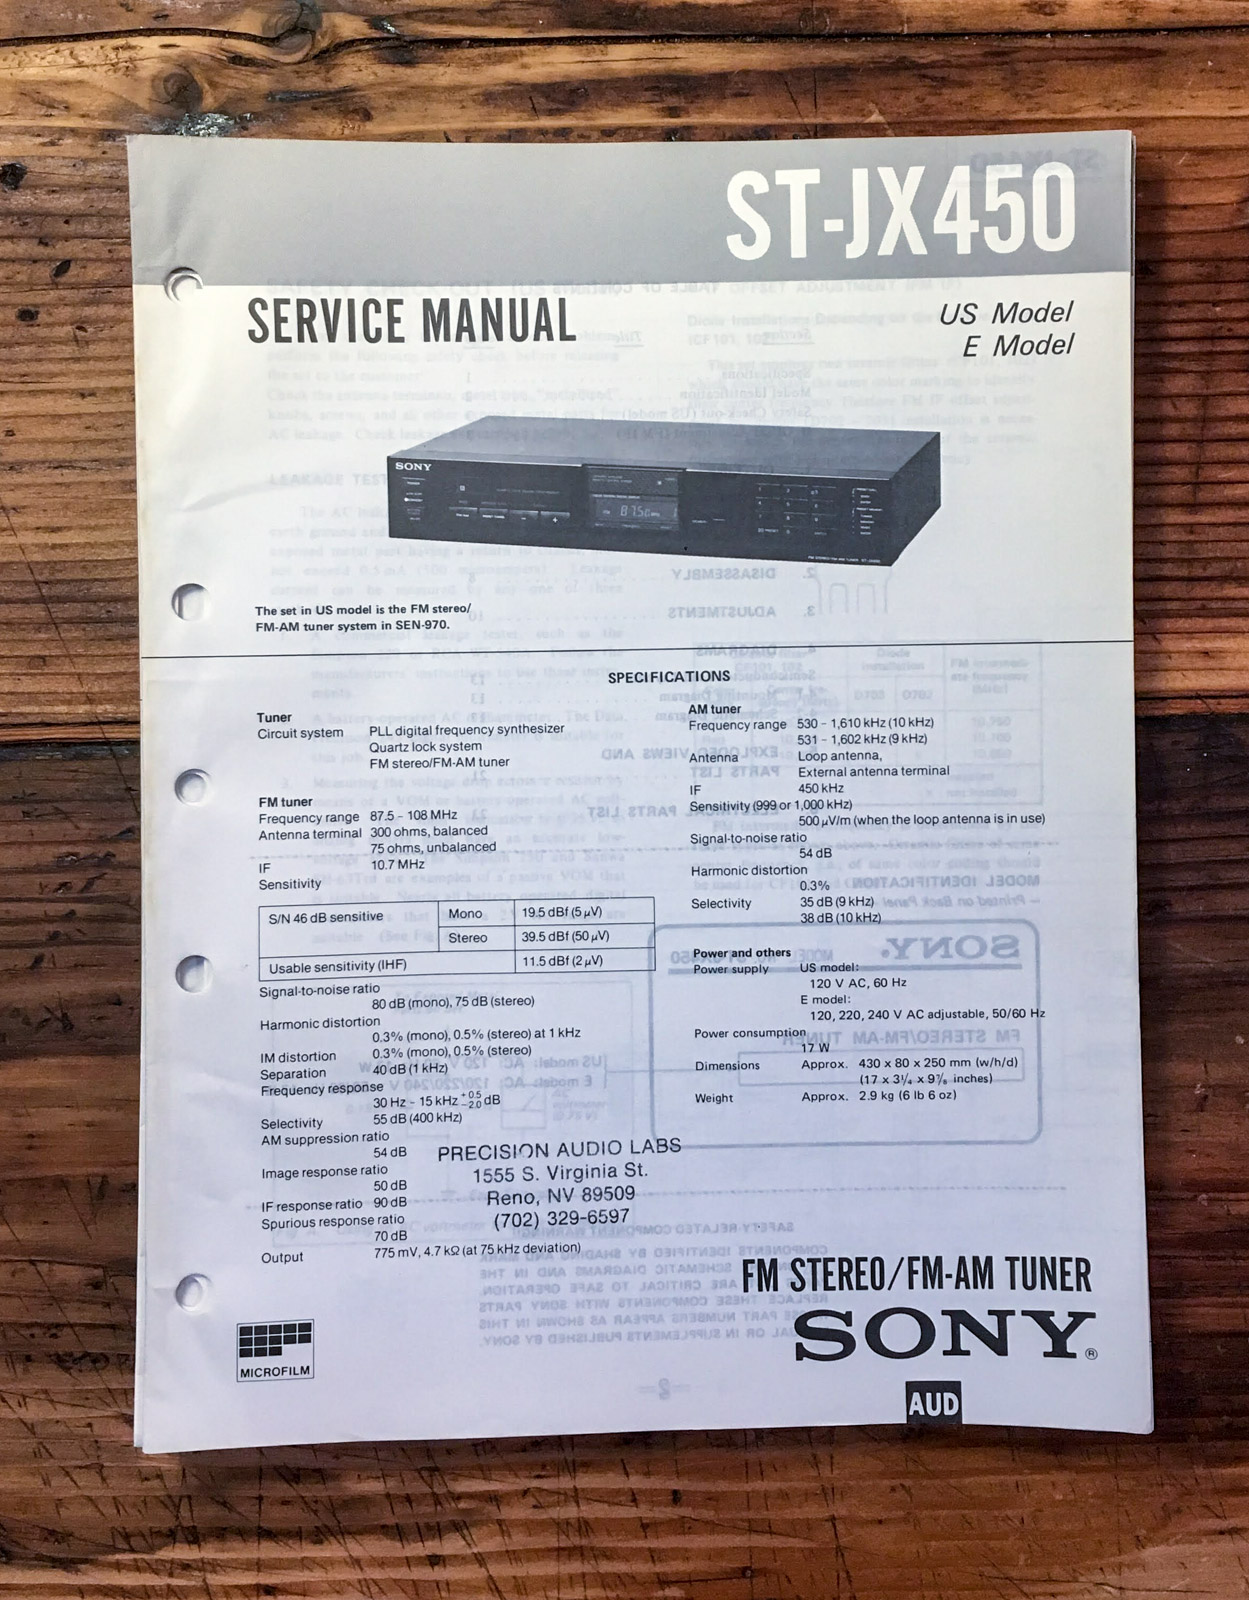 ST-JX450
SERVICE MANUAL
US Model
E Model
SONY
The set in US model is the FM stereo/
FM-AM tuner system in SEN-970.
SPECIFICATIONS
Tuner
Circuit system PLL digital frequency synthesizer
Quartz lock system
FM stereo/FM-AM tuner
FM tuner
Frequency range 87.5 - 108 MHz
Antenna terminal 300 ohms, balanced
75 ohms, unbalanced
IF 10.7 MHz
Sensitivity
S/N 46 dB sensitive Mono 19.5 dBf (5 μV)
Stereo 39.5 dBf (50 μV)
Usable sensitivity (IHF) 11.5 dBf (2 μV)
Signal-to-noise ratio
80 dB (mono), 75 dB (stereo)
Harmonic distortion
0.3% (mono), 0.5% (stereo) at 1 kHz
IM distortion 0.3% (mono), 0.5% (stereo)
Separation 40 dB (1 kHz)
Frequency response
30 Hz - 15 kHz +0.5 -2.0 dB
Selectivity 55 dB (400 kHz)
AM suppression ratio
54 dB
Image response ratio
50 dB
IF response ratio 90 dB
Spurious response ratio
70 dB
Output 775 mV, 4.7 kΩ (at 75 kHz deviation)
AM tuner
Frequency range 530 - 1,610 kHz (10 kHz)
531 - 1,602 kHz (9 kHz)
Antenna Loop antenna,
External antenna terminal
IF 450 kHz
Sensitivity (999 or 1,000 kHz)
500 μV/m (when the loop antenna is in use)
Signal-to-noise ratio
54 dB
Harmonic distortion
0.3%
Selectivity 35 dB (9 kHz)
38 dB (10 kHz)
Power and others
Power supply US model:
120 V AC, 60 Hz
E model:
120, 220, 240 V AC adjustable, 50/60 Hz
Power consumption
17 W
Dimensions Approx. 430 x 80 x 250 mm (w/h/d)
(17 x 3 1/4 x 9 7/8 inches)
Weight Approx. 2.9 kg (6 lb 6 oz)
PRECISION AUDIO LABS
1555 S. Virginia St.
Reno, NV 89509
(702) 329-6597
MICROFILM
FM STEREO/FM-AM TUNER
SONY®
AUD